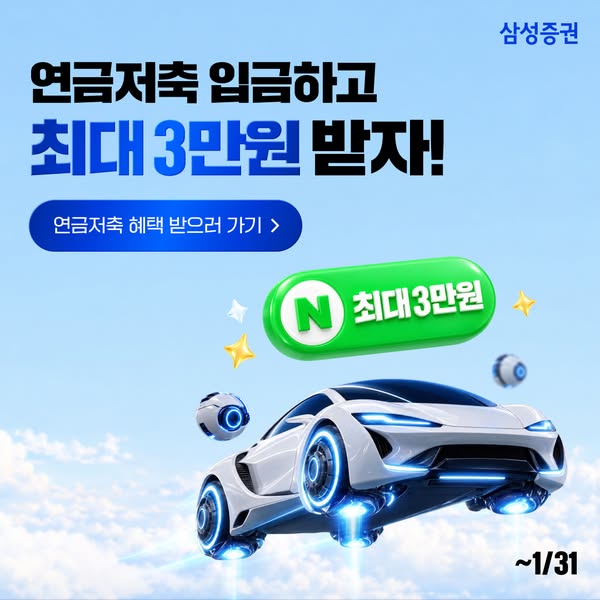 삼성증권
연금저축 입금하고
최대 3만원 받자!
연금저축 혜택 받으러 가기 >
N 최대 3만원
~1/31